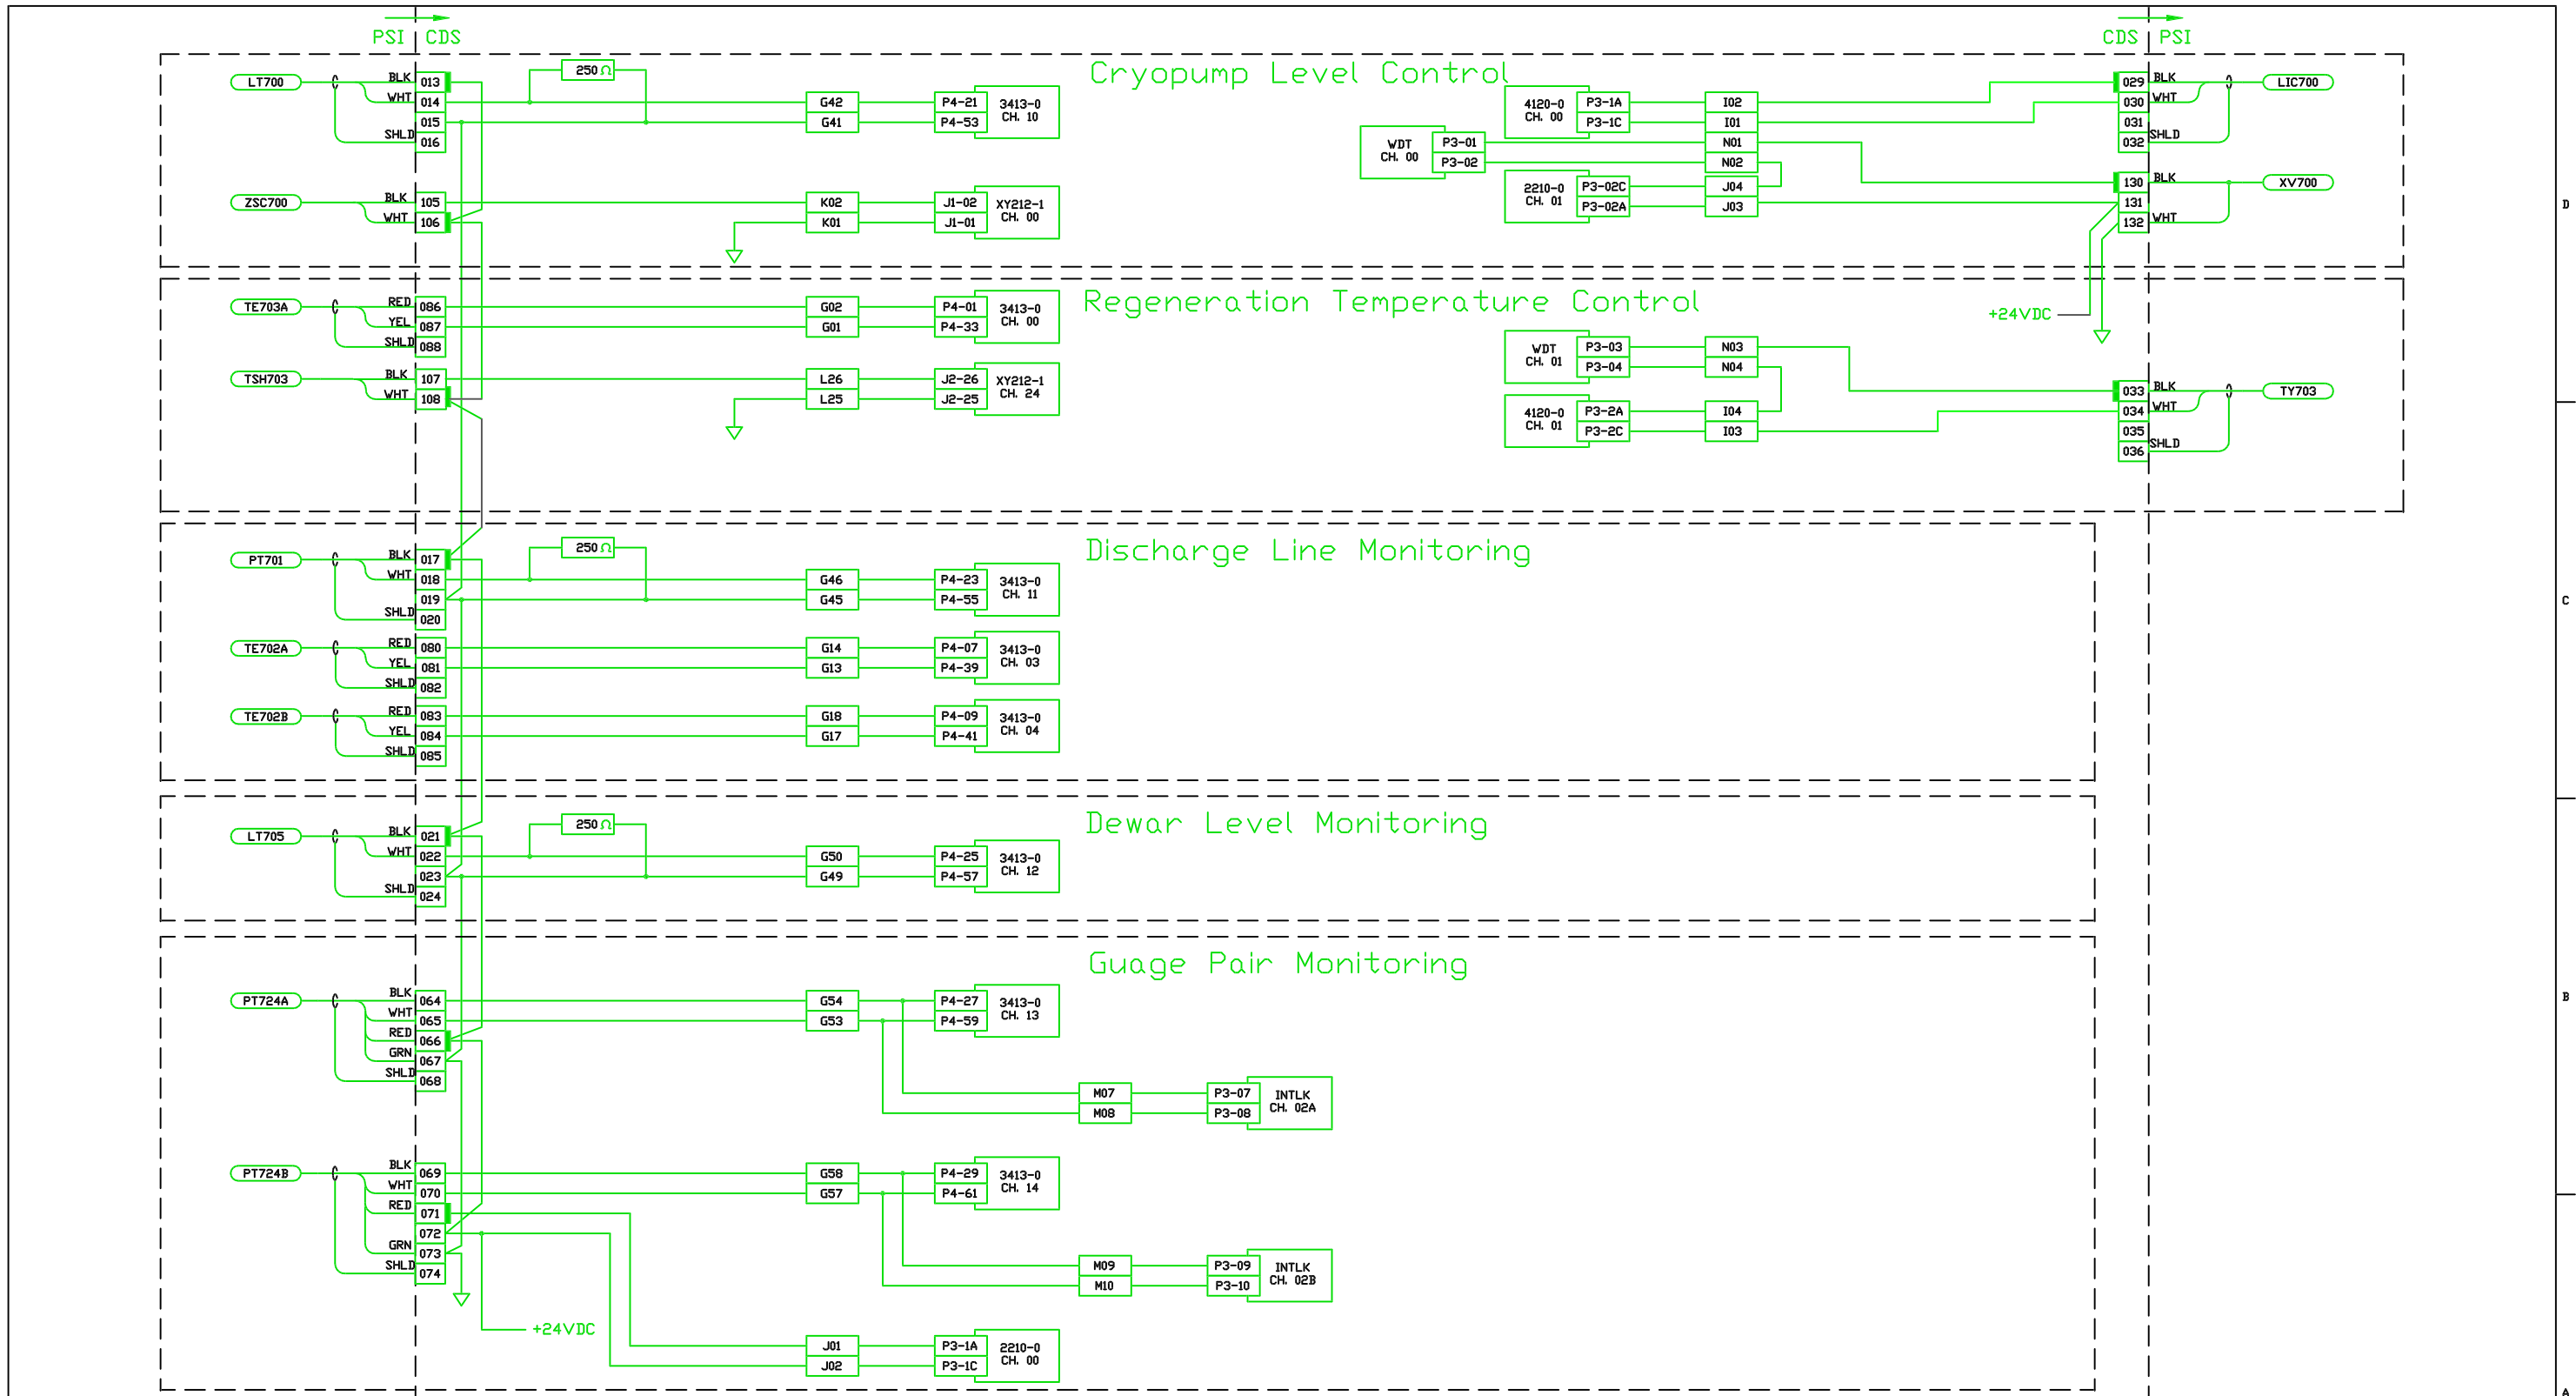 PSI CDS
CDS PSI
Cryopump Level Control
LT700
BLK 013
WHT 014
015
SHLD 016
250 Ω
G42 P4-21
G41 P4-53
3413-0
CH. 10
ZSC700
BLK 105
WHT 106
K02 J1-02
K01 J1-01
XY212-1
CH. 00
4120-0
CH. 00
P3-1A I02
P3-1C I01
WDT
CH. 00
P3-01 N01
P3-02 N02
2210-0
CH. 01
P3-02C J04
P3-02A J03
029 BLK
030 WHT
031
032 SHLD
LIC700
130 BLK
131
132 WHT
XV700
D
Regeneration Temperature Control
TE703A
RED 086
YEL 087
SHLD 088
G02 P4-01
G01 P4-33
3413-0
CH. 00
TSH703
BLK 107
WHT 108
L26 J2-26
L25 J2-25
XY212-1
CH. 24
+24VDC
WDT
CH. 01
P3-03 N03
P3-04 N04
4120-0
CH. 01
P3-2A I04
P3-2C I03
033 BLK
034 WHT
035
036 SHLD
TY703
Discharge Line Monitoring
PT701
BLK 017
WHT 018
019
SHLD 020
250 Ω
G46 P4-23
G45 P4-55
3413-0
CH. 11
C
TE702A
RED 080
YEL 081
SHLD 082
G14 P4-07
G13 P4-39
3413-0
CH. 03
TE702B
RED 083
YEL 084
SHLD 085
G18 P4-09
G17 P4-41
3413-0
CH. 04
Dewar Level Monitoring
LT705
BLK 021
WHT 022
023
SHLD 024
250 Ω
G50 P4-25
G49 P4-57
3413-0
CH. 12
Guage Pair Monitoring
PT724A
BLK 064
WHT 065
RED 066
GRN 067
SHLD 068
G54 P4-27
G53 P4-59
3413-0
CH. 13
B
M07 P3-07
M08 P3-08
INTLK
CH. 02A
PT724B
BLK 069
WHT 070
RED 071
072
GRN 073
SHLD 074
G58 P4-29
G57 P4-61
3413-0
CH. 14
M09 P3-09
M10 P3-10
INTLK
CH. 02B
+24VDC
J01 P3-1A
J02 P3-1C
2210-0
CH. 00
A